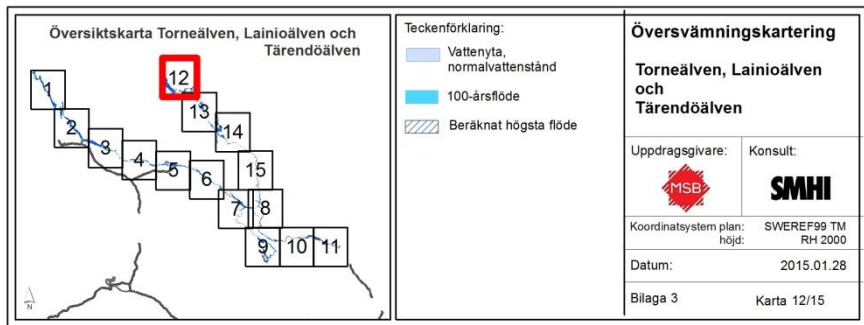 Översiktskarta Torneälven, Lainioälven och
Tärendöälven
1
12
2
13
3
14
4
5
15
6
7
8
9
10
11
N
Teckenförklaring:
Vattenyta,
normalvattenstånd
100-årsflöde
Beräknat högsta flöde
Översvämningskartering
Torneälven, Lainioälven
och
Tärendöälven
Uppdragsgivare:
Konsult:
MSB
SMHI
Koordinatsystem plan: SWEREF99 TM
höjd: RH 2000
Datum: 2015.01.28
Bilaga 3
Karta 12/15